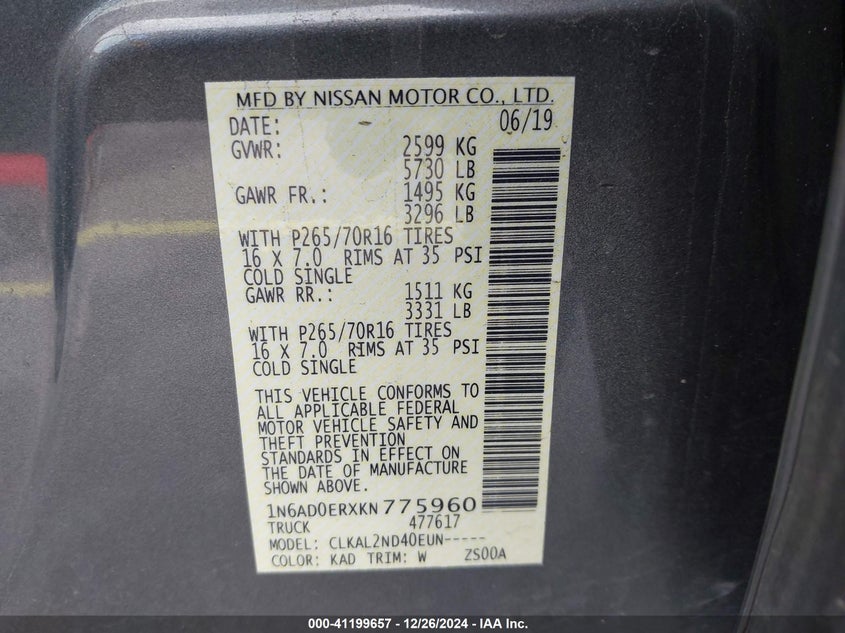 MFD BY NISSAN MOTOR CO., LTD.
DATE: 06/19
GVWR: 2599 KG
5730 LB
GAWR FR.: 1495 KG
3296 LB
WITH P265/70R16 TIRES
16 X 7.0 RIMS AT 35 PSI
COLD SINGLE
GAWR RR.: 1511 KG
3331 LB
WITH P265/70R16 TIRES
16 X 7.0 RIMS AT 35 PSI
COLD SINGLE
THIS VEHICLE CONFORMS TO
ALL APPLICABLE FEDERAL
MOTOR VEHICLE SAFETY AND
THEFT PREVENTION
STANDARDS IN EFFECT ON
THE DATE OF MANUFACTURE
SHOWN ABOVE.
1N6AD0ERXKN775960
TRUCK 477617
MODEL: CLKAL2ND40EUN-----
COLOR: KAD TRIM: W ZS00A
000-41199657 - 12/26/2024 - IAA Inc.